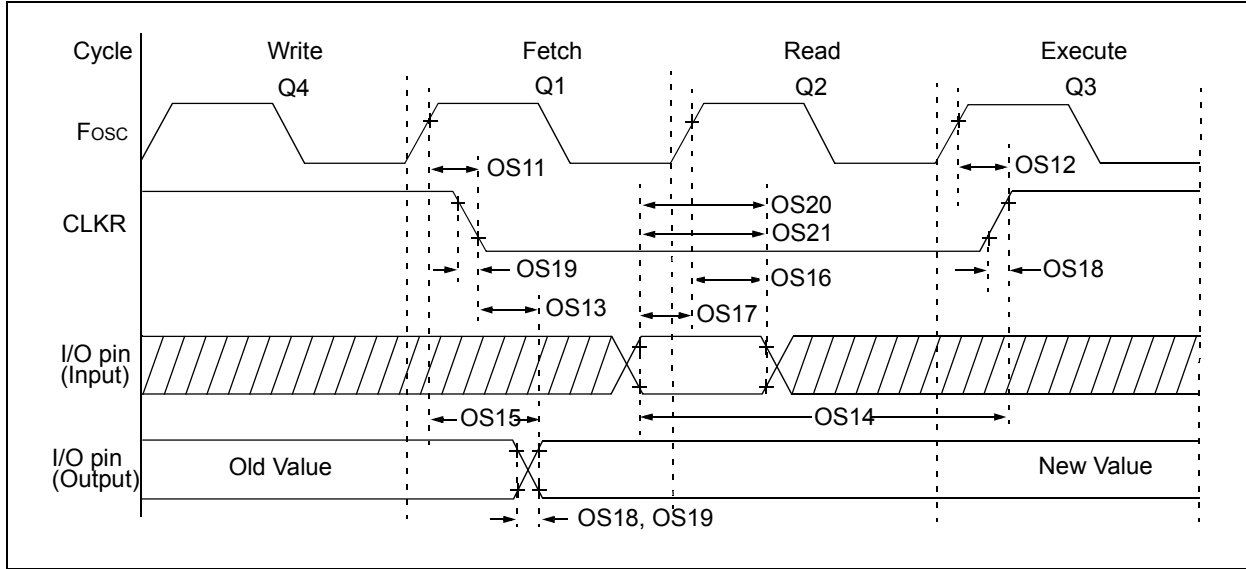 Cycle Write Fetch Read Execute
Q4 Q1 Q2 Q3
Fosc
OS11 OS12
CLKR
OS20
OS21
OS19 OS16 OS18
OS13 OS17
I/O pin
(Input)
OS15 OS14
I/O pin
(Output)
Old Value New Value
OS18, OS19